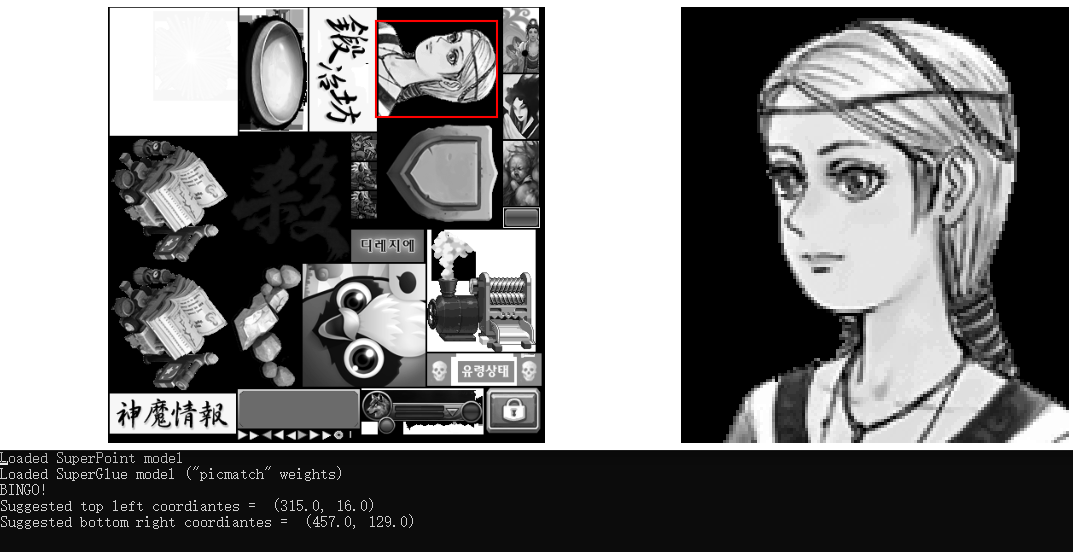 鍛冶坊
殺
디레지에
유령상태
神魔情報
Loaded SuperPoint model
Loaded SuperGlue model ("picmatch" weights)
BINGO!
Suggested top left coordiantes =  (315.0, 16.0)
Suggested bottom right coordiantes =  (457.0, 129.0)